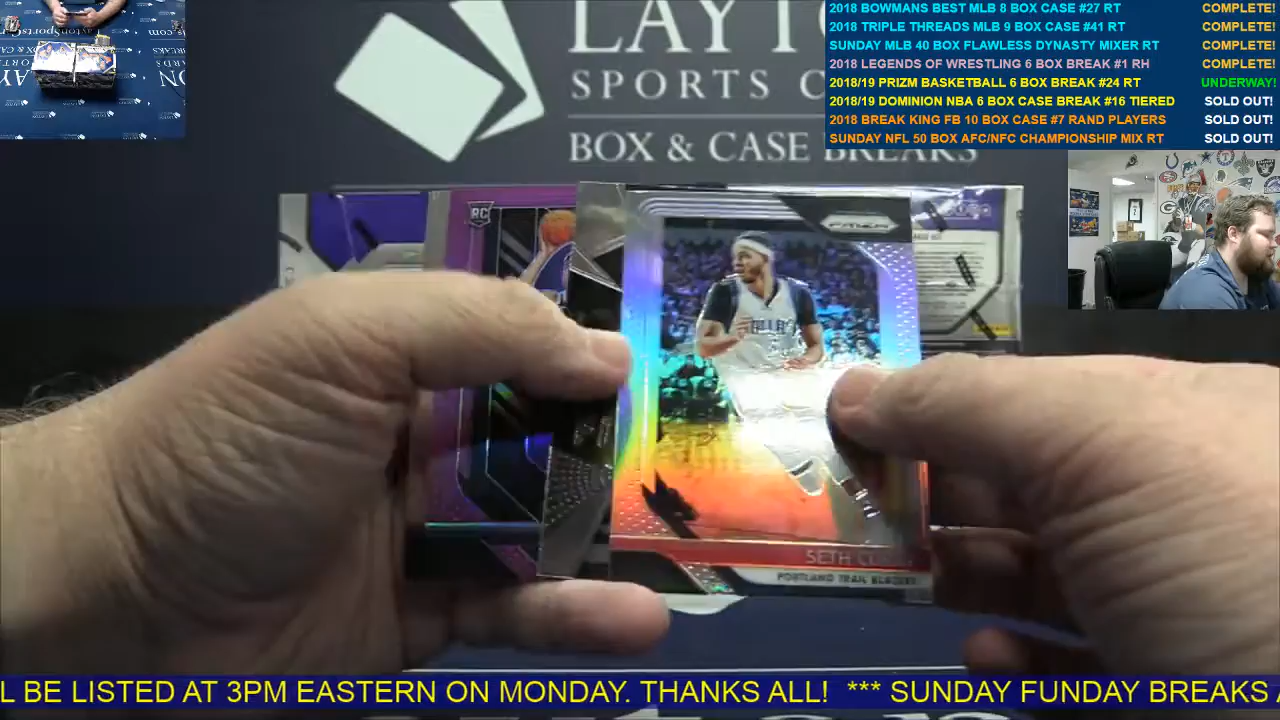 LAYTO
SPORTS C
BOX & CASE BREAKS
2018 BOWMANS BEST MLB 8 BOX CASE #27 RT COMPLETE!
2018 TRIPLE THREADS MLB 9 BOX CASE #41 RT COMPLETE!
SUNDAY MLB 40 BOX FLAWLESS DYNASTY MIXER RT COMPLETE!
2018 LEGENDS OF WRESTLING 6 BOX BREAK #1 RH COMPLETE!
2018/19 PRIZM BASKETBALL 6 BOX BREAK #24 RT UNDERWAY!
2018/19 DOMINION NBA 6 BOX CASE BREAK #16 TIERED SOLD OUT!
2018 BREAK KING FB 10 BOX CASE #7 RAND PLAYERS SOLD OUT!
SUNDAY NFL 50 BOX AFC/NFC CHAMPIONSHIP MIX RT SOLD OUT!
RC
PRIZM
SETH
PORTLAND TRAIL BLAZERS
L BE LISTED AT 3PM EASTERN ON MONDAY. THANKS ALL! *** SUNDAY FUNDAY BREAKS